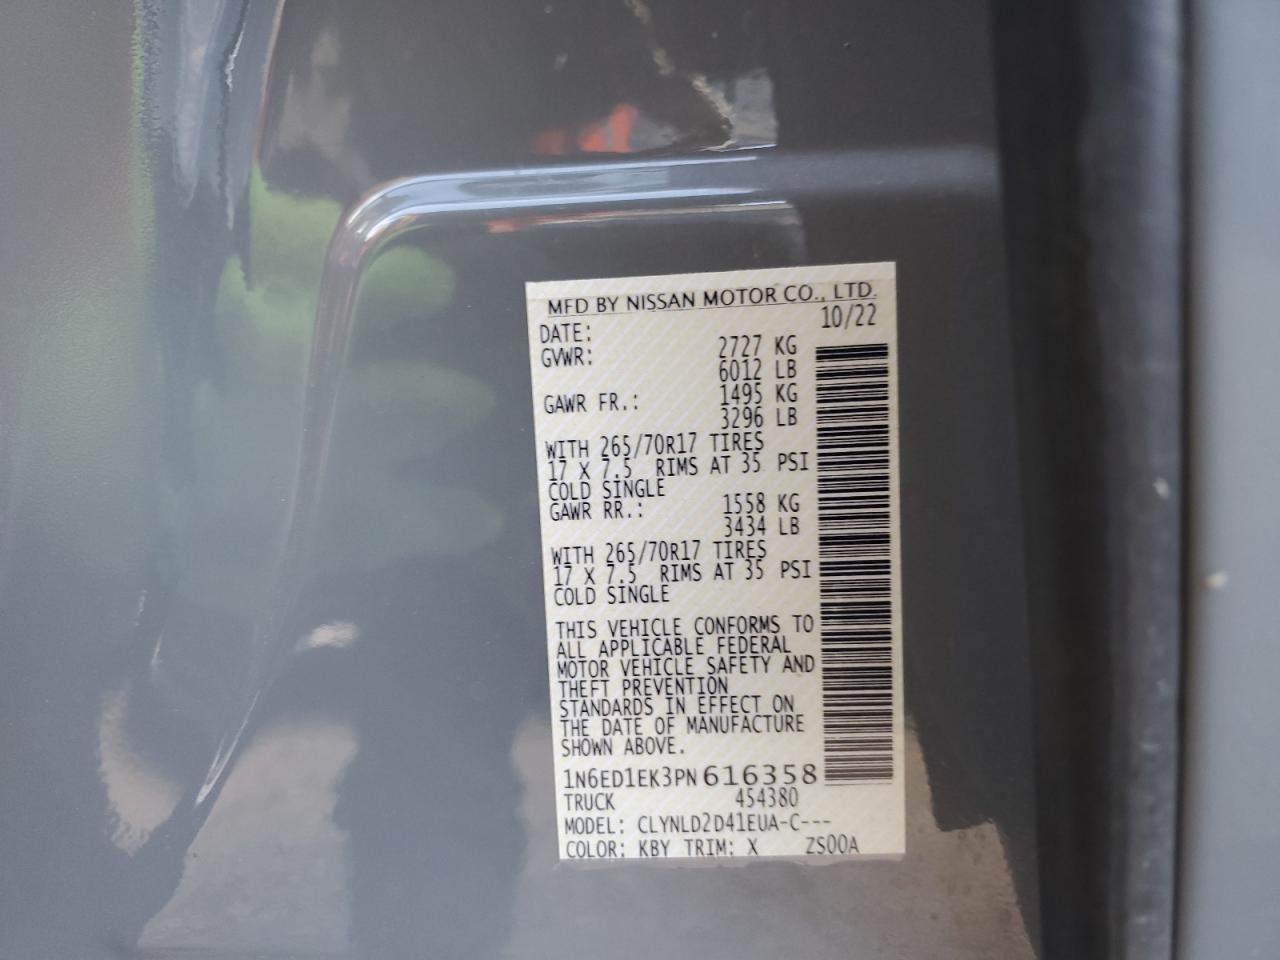 MFD BY NISSAN MOTOR CO., LTD.
DATE: 10/22
GVWR: 2727 KG
6012 LB
GAWR FR.: 1495 KG
3296 LB
WITH 265/70R17 TIRES
17 X 7.5 RIMS AT 35 PSI
COLD SINGLE
GAWR RR.: 1558 KG
3434 LB
WITH 265/70R17 TIRES
17 X 7.5 RIMS AT 35 PSI
COLD SINGLE
THIS VEHICLE CONFORMS TO
ALL APPLICABLE FEDERAL
MOTOR VEHICLE SAFETY AND
THEFT PREVENTION
STANDARDS IN EFFECT ON
THE DATE OF MANUFACTURE
SHOWN ABOVE.
1N6ED1EK3PN616358
TRUCK 454380
MODEL: CLYNLD2D41EUA-C---
COLOR: KBY TRIM: X ZS00A